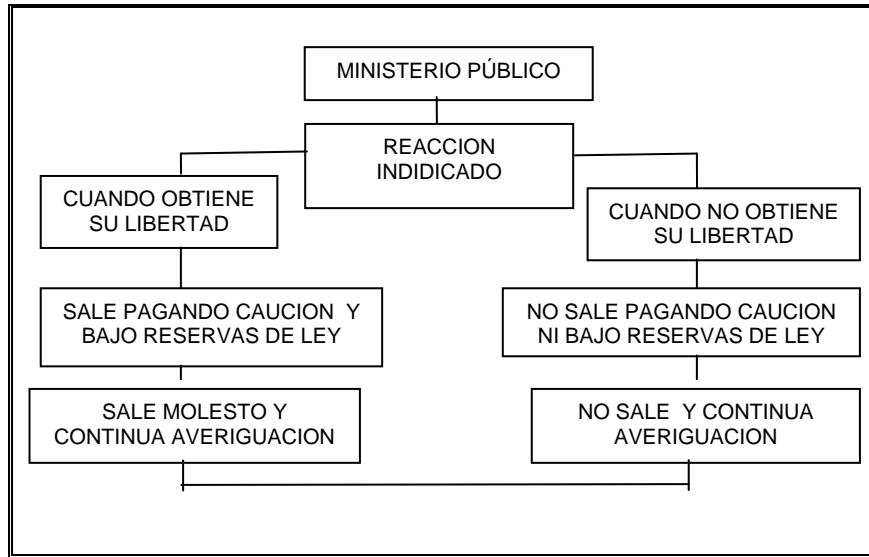 MINISTERIO PÚBLICO
REACCION
INDIDICADO
CUANDO OBTIENE
SU LIBERTAD
CUANDO NO OBTIENE
SU LIBERTAD
SALE PAGANDO CAUCION Y
BAJO RESERVAS DE LEY
NO SALE PAGANDO CAUCION
NI BAJO RESERVAS DE LEY
SALE MOLESTO Y
CONTINUA AVERIGUACION
NO SALE Y CONTINUA
AVERIGUACION